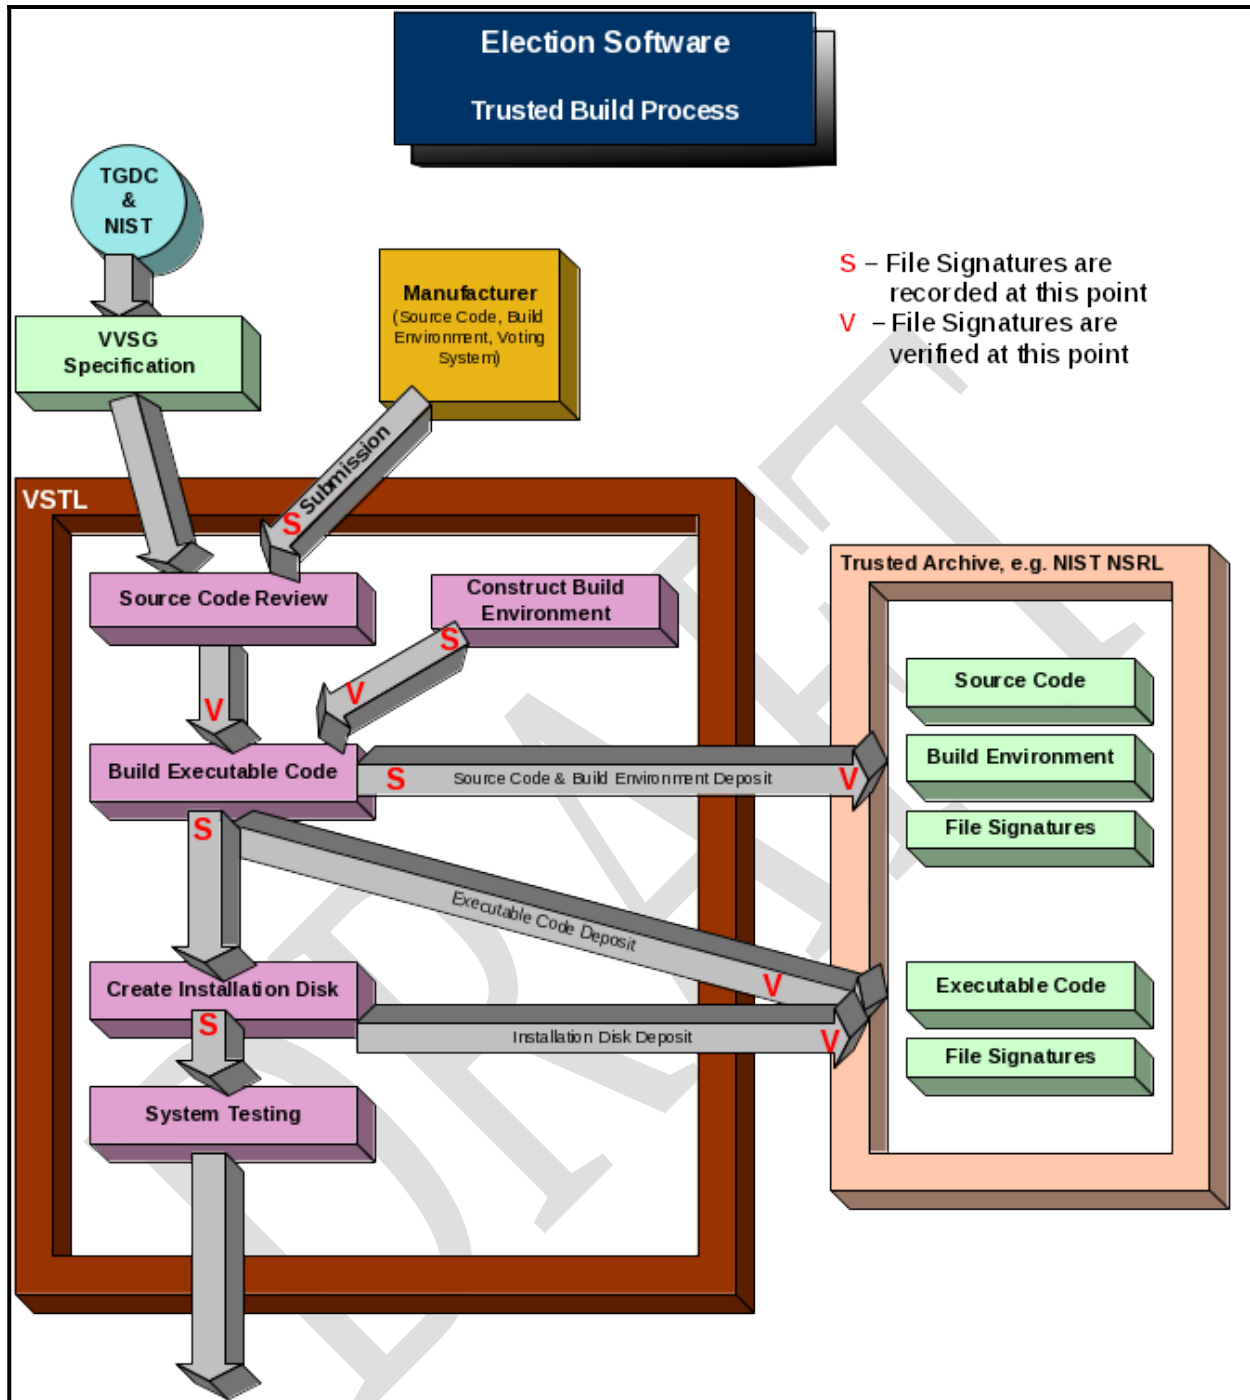 Election Software
Trusted Build Process
TGDC
&
NIST
VVSG
Specification
Manufacturer
(Source Code, Build
Environment, Voting
System)
S – File Signatures are
recorded at this point
V – File Signatures are
verified at this point
Submission
S
VSTL
Source Code Review
Construct Build
Environment
S
V
V
Build Executable Code
S
Source Code & Build Environment Deposit
V
S
Executable Code Deposit
V
Create Installation Disk
S
Installation Disk Deposit
V
System Testing
Trusted Archive, e.g. NIST NSRL
Source Code
Build Environment
File Signatures
Executable Code
File Signatures
DRAFT